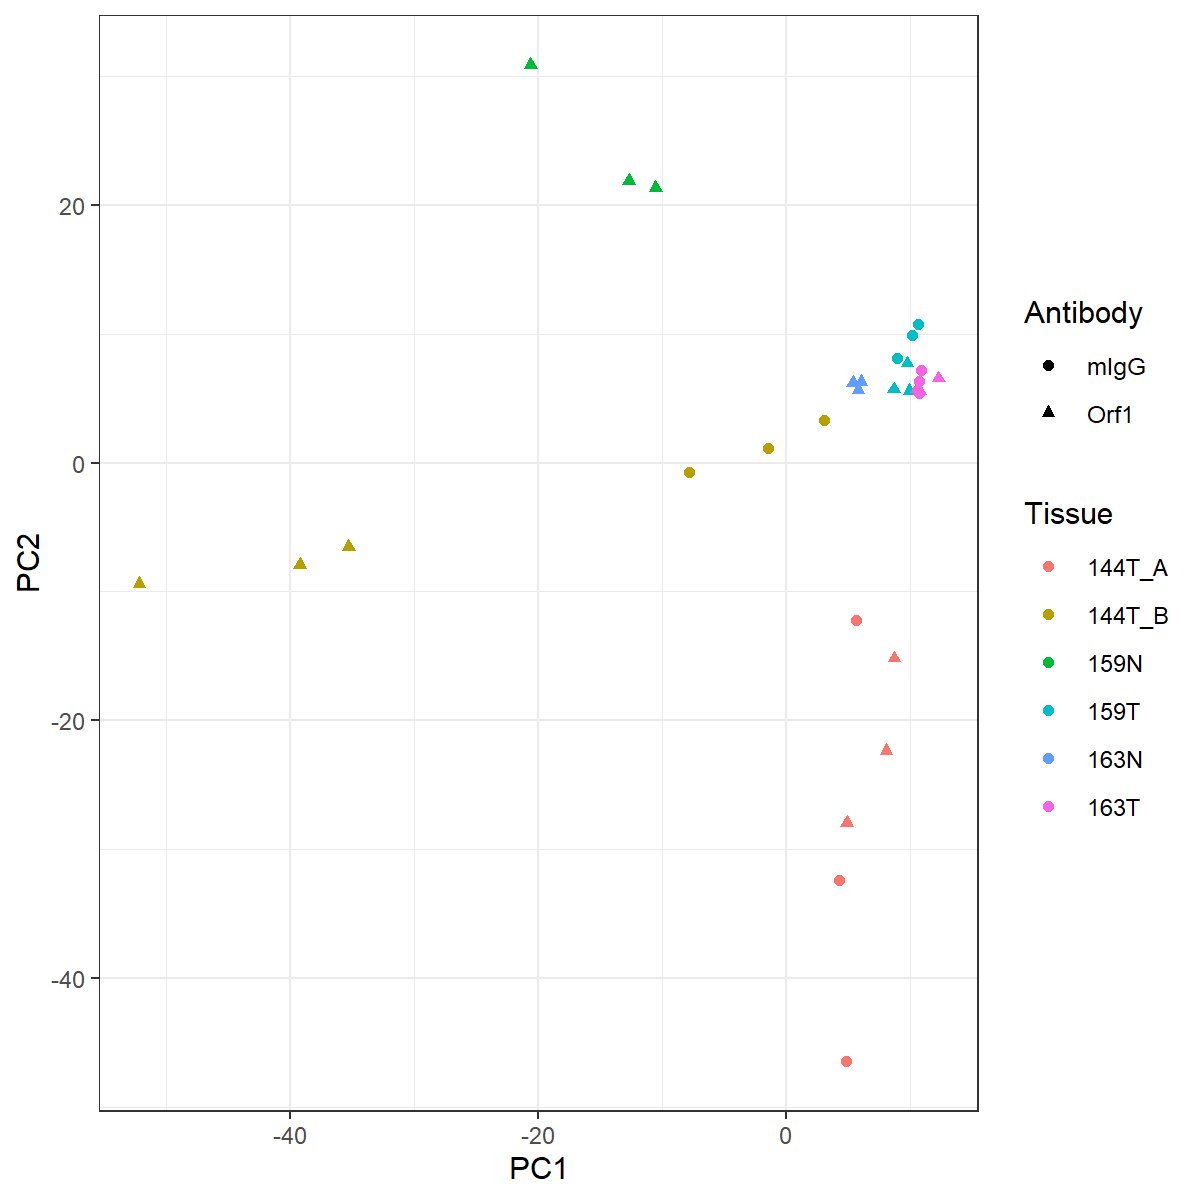 20
0
-20
-40
-40
-20
0
PC1
PC2
Antibody
mIgG
Orf1
Tissue
144T_A
144T_B
159N
159T
163N
163T